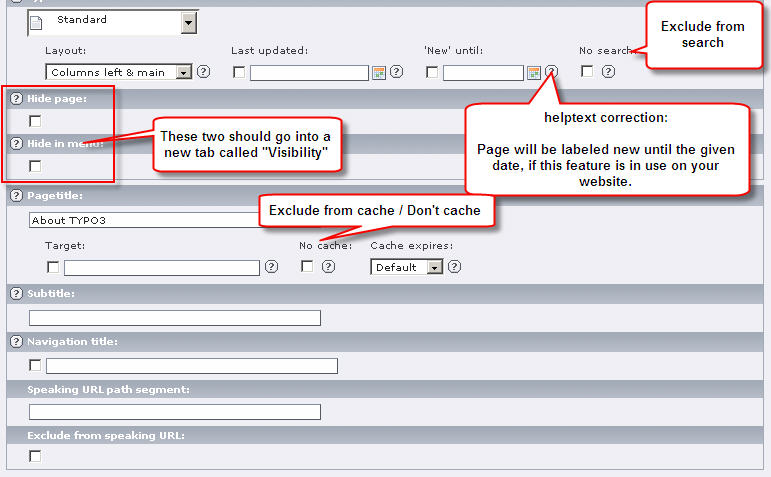 Standard
Exclude from
search
Layout:
Last updated:
'New' until:
No search
Columns left & main
Hide page:
helptext correction:
These two should go into a
new tab called "Visibility"
Hide in menu:
Page will be labeled new until the given
date, if this feature is in use on your
website.
Pagetitle:
Exclude from cache / Don't cache
About TYPO3
Target:
No cache:
Cache expires:
Default
Subtitle:
Navigation title:
Speaking URL path segment:
Exclude from speaking URL: